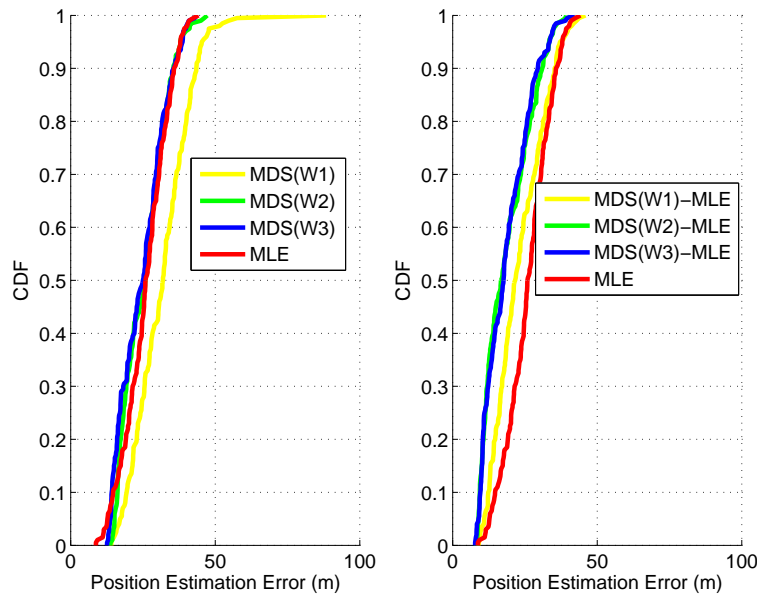 1
0.9
0.8
0.7
0.6
0.5
0.4
0.3
0.2
0.1
0
CDF
0 50 100
Position Estimation Error (m)
MDS(W1)
MDS(W2)
MDS(W3)
MLE
1
0.9
0.8
0.7
0.6
0.5
0.4
0.3
0.2
0.1
0
CDF
0 50 100
Position Estimation Error (m)
MDS(W1)−MLE
MDS(W2)−MLE
MDS(W3)−MLE
MLE